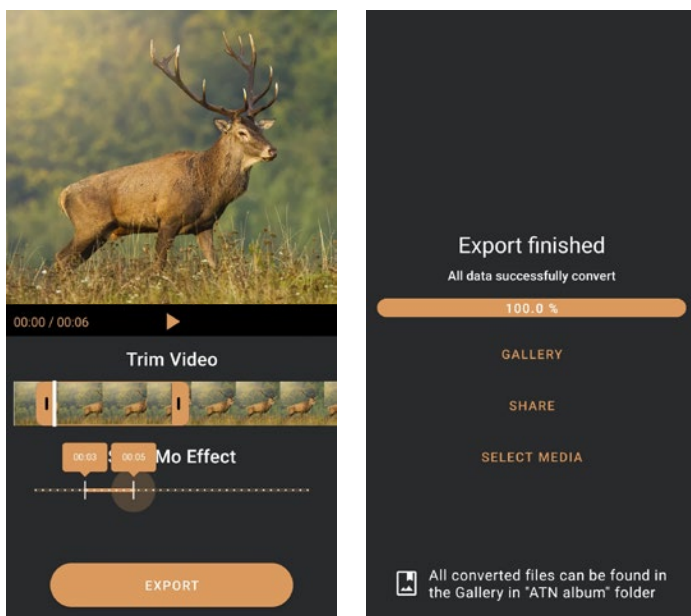 00:00 / 00:06
Trim Video
00:03
00:05
Mo Effect
EXPORT
Export finished
All data successfully convert
100.0 %
GALLERY
SHARE
SELECT MEDIA
All converted files can be found in
the Gallery in "ATN album" folder